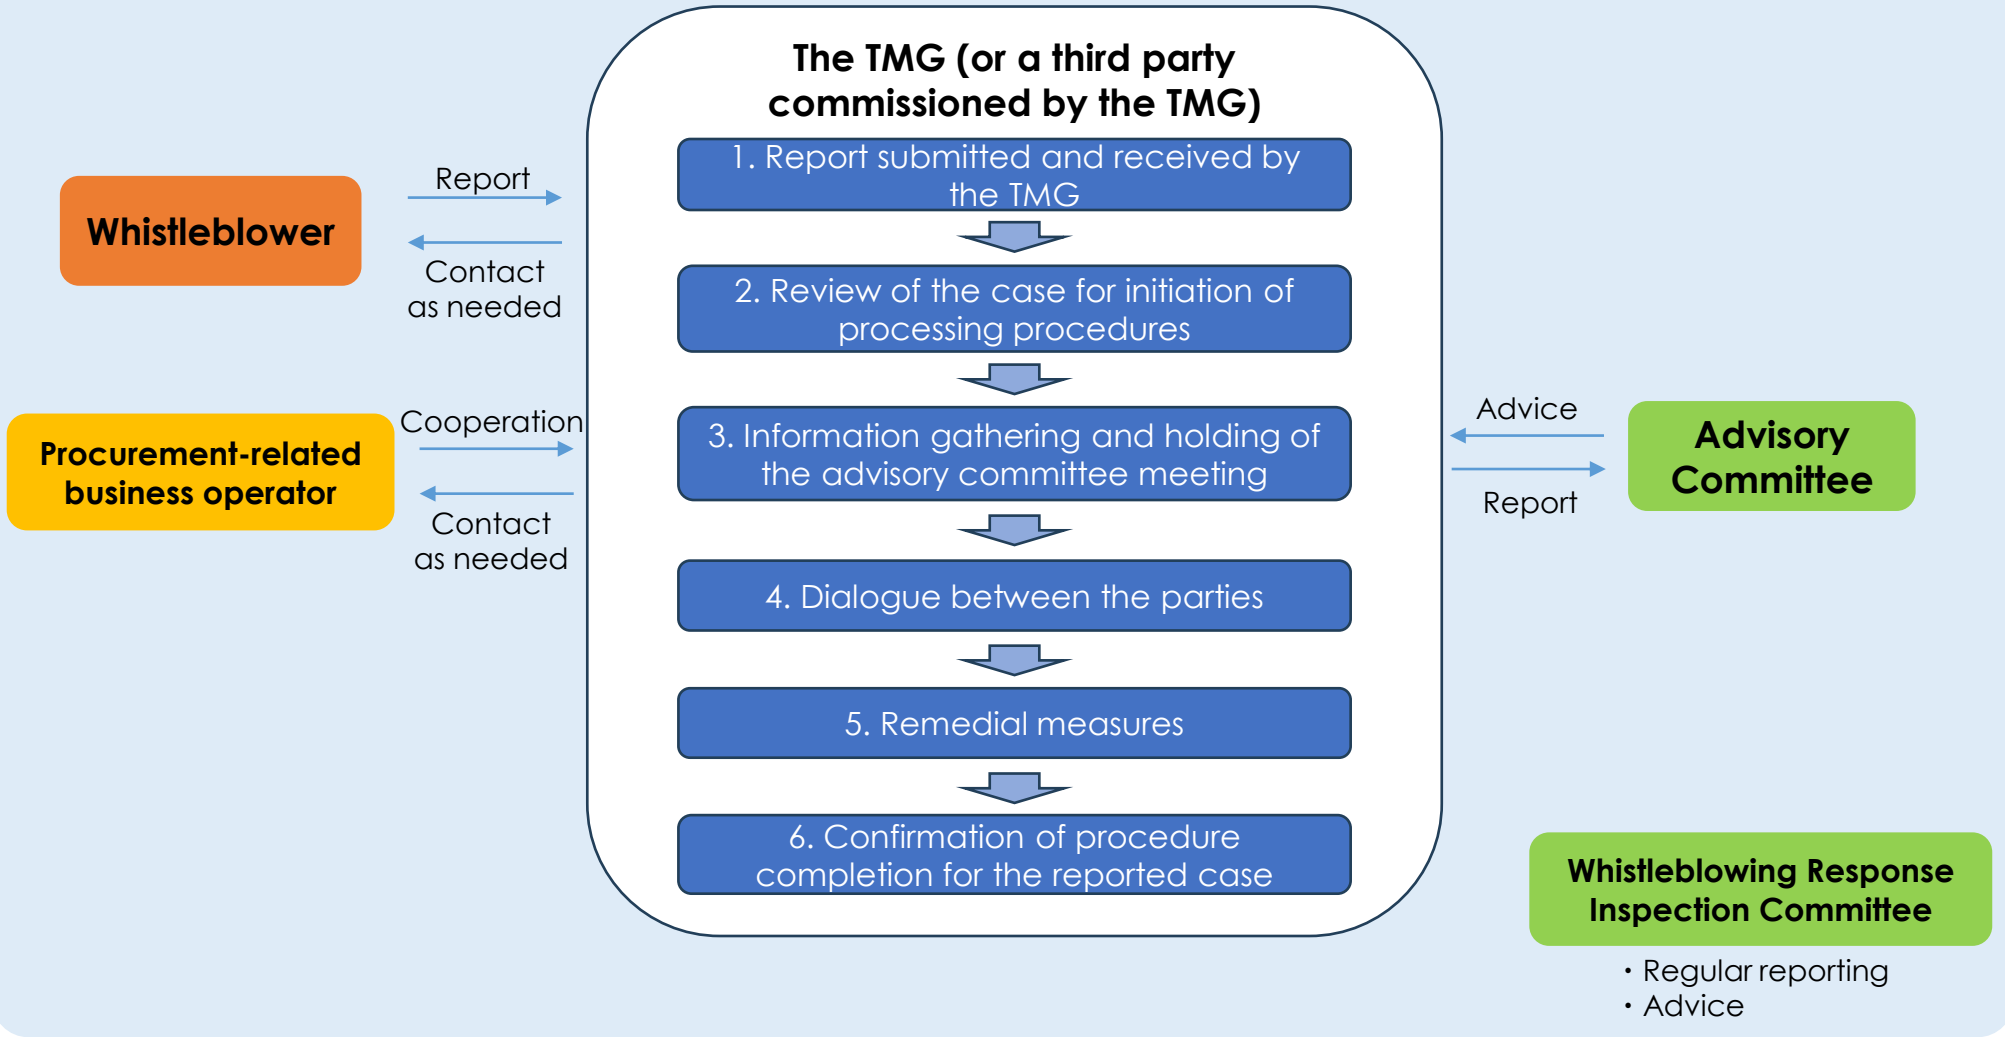 The TMG (or a third party
commissioned by the TMG)
1. Report submitted and received by
the TMG
2. Review of the case for initiation of
processing procedures
3. Information gathering and holding of
the advisory committee meeting
4. Dialogue between the parties
5. Remedial measures
6. Confirmation of procedure
completion for the reported case
Whistleblower
Report
Contact
as needed
Procurement-related
business operator
Cooperation
Contact
as needed
Advice
Report
Advisory
Committee
Whistleblowing Response
Inspection Committee
・Regular reporting
・Advice